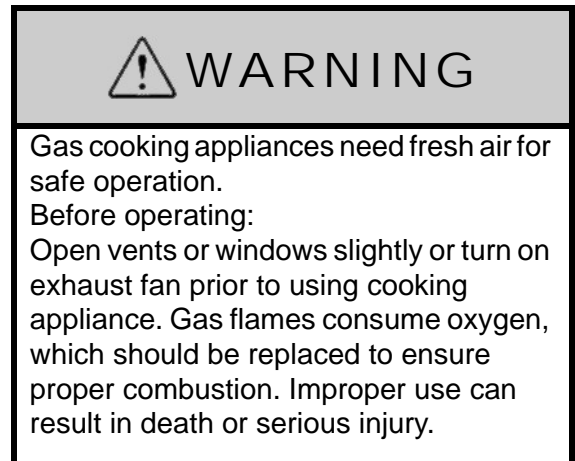 WARNING
Gas cooking appliances need fresh air for
safe operation.
Before operating:
Open vents or windows slightly or turn on
exhaust fan prior to using cooking
appliance. Gas flames consume oxygen,
which should be replaced to ensure
proper combustion. Improper use can
result in death or serious injury.